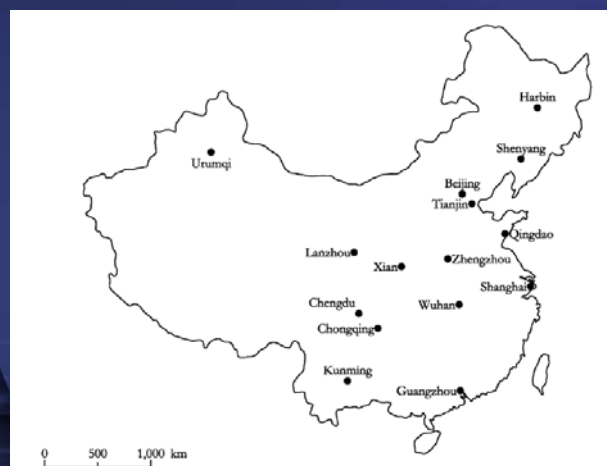 Harbin
Shenyang
Urumqi
Beijing
Tianjin
Qingdao
Lanzhou
Zhengzhou
Xian
Shanghai
Chengdu
Wuhan
Chongqing
Kunming
Guangzhou
0 500 1,000 km